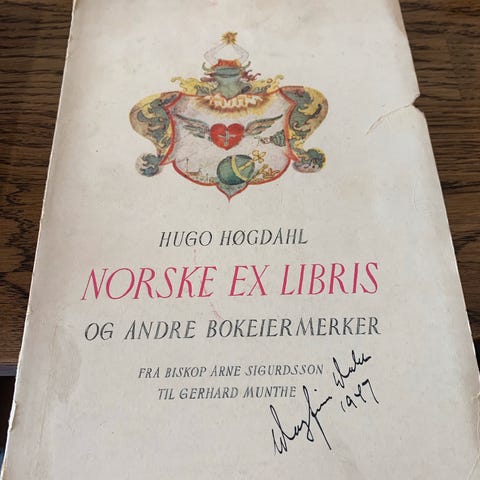 HUGO HØGDAHL
NORSKE EX LIBRIS
OG ANDRE BOKEIERMERKER
FRA BISKOP ARNE SIGURDSSON
TIL GERHARD MUNTHE
1947